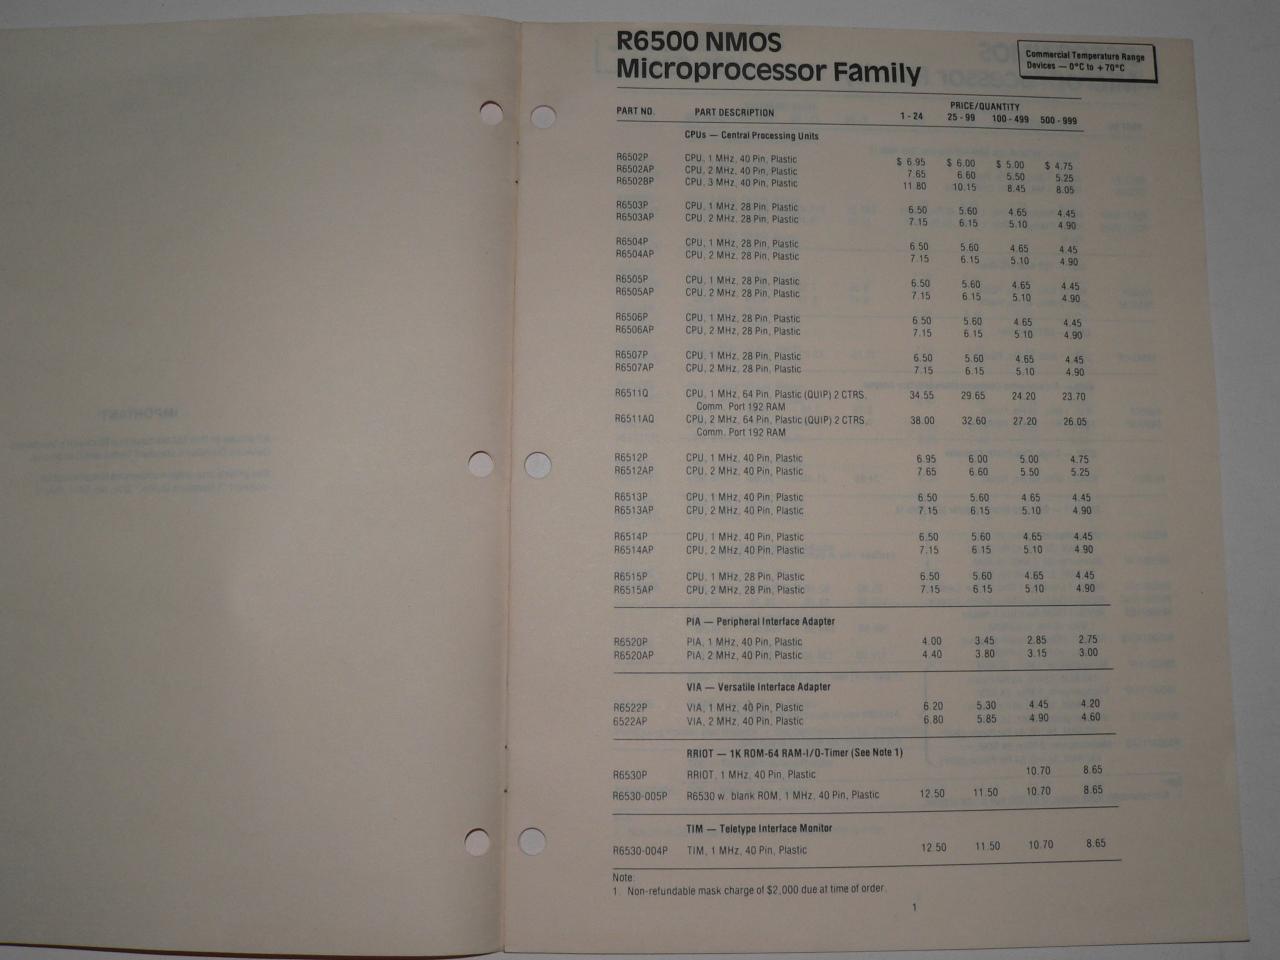 R6500 NMOS
Microprocessor Family
Commercial Temperature Range
Devices — 0°C to +70°C
PRICE/QUANTITY
PART NO. PART DESCRIPTION 1 - 24 25 - 99 100 - 499 500 - 999
CPUs — Central Processing Units
R6502P CPU, 1 MHz, 40 Pin, Plastic $ 6.95 $ 6.00 $ 5.00 $ 4.75
R6502AP CPU, 2 MHz, 40 Pin, Plastic 7.65 6.60 5.50 5.25
R6502BP CPU, 3 MHz, 40 Pin, Plastic 11.80 10.15 8.45 8.05
R6503P CPU, 1 MHz, 28 Pin, Plastic 6.50 5.60 4.65 4.45
R6503AP CPU, 2 MHz, 28 Pin, Plastic 7.15 6.15 5.10 4.90
R6504P CPU, 1 MHz, 28 Pin, Plastic 6.50 5.60 4.65 4.45
R6504AP CPU, 2 MHz, 28 Pin, Plastic 7.15 6.15 5.10 4.90
R6505P CPU, 1 MHz, 28 Pin, Plastic 6.50 5.60 4.65 4.45
R6505AP CPU, 2 MHz, 28 Pin, Plastic 7.15 6.15 5.10 4.90
R6506P CPU, 1 MHz, 28 Pin, Plastic 6.50 5.60 4.65 4.45
R6506AP CPU, 2 MHz, 28 Pin, Plastic 7.15 6.15 5.10 4.90
R6507P CPU, 1 MHz, 28 Pin, Plastic 6.50 5.60 4.65 4.45
R6507AP CPU, 2 MHz, 28 Pin, Plastic 7.15 6.15 5.10 4.90
R6511Q CPU, 1 MHz, 64 Pin, Plastic (QUIP) 2 CTRS. 34.55 29.65 24.20 23.70
Comm. Port 192 RAM
R6511AQ CPU, 2 MHz, 64 Pin, Plastic (QUIP) 2 CTRS. 38.00 32.60 27.20 26.05
Comm. Port 192 RAM
R6512P CPU, 1 MHz, 40 Pin, Plastic 6.95 6.00 5.00 4.75
R6512AP CPU, 2 MHz, 40 Pin, Plastic 7.65 6.60 5.50 5.25
R6513P CPU, 1 MHz, 40 Pin, Plastic 6.50 5.60 4.65 4.45
R6513AP CPU, 2 MHz, 40 Pin, Plastic 7.15 6.15 5.10 4.90
R6514P CPU, 1 MHz, 40 Pin, Plastic 6.50 5.60 4.65 4.45
R6514AP CPU, 2 MHz, 40 Pin, Plastic 7.15 6.15 5.10 4.90
R6515P CPU, 1 MHz, 28 Pin, Plastic 6.50 5.60 4.65 4.45
R6515AP CPU, 2 MHz, 28 Pin, Plastic 7.15 6.15 5.10 4.90
PIA — Peripheral Interface Adapter
R6520P PIA, 1 MHz, 40 Pin, Plastic 4.00 3.45 2.85 2.75
R6520AP PIA, 2 MHz, 40 Pin, Plastic 4.40 3.80 3.15 3.00
VIA — Versatile Interface Adapter
R6522P VIA, 1 MHz, 40 Pin, Plastic 6.20 5.30 4.45 4.20
6522AP VIA, 2 MHz, 40 Pin, Plastic 6.80 5.85 4.90 4.60
RRIOT — 1K ROM-64 RAM-I/O-Timer (See Note 1)
R6530P RRIOT, 1 MHz, 40 Pin, Plastic 10.70 8.65
R6530-005P R6530 w. blank ROM, 1 MHz, 40 Pin, Plastic 12.50 11.50 10.70 8.65
TIM — Teletype Interface Monitor
R6530-004P TIM, 1 MHz, 40 Pin, Plastic 12.50 11.50 10.70 8.65
Note:
1. Non-refundable mask charge of $2,000 due at time of order.
1